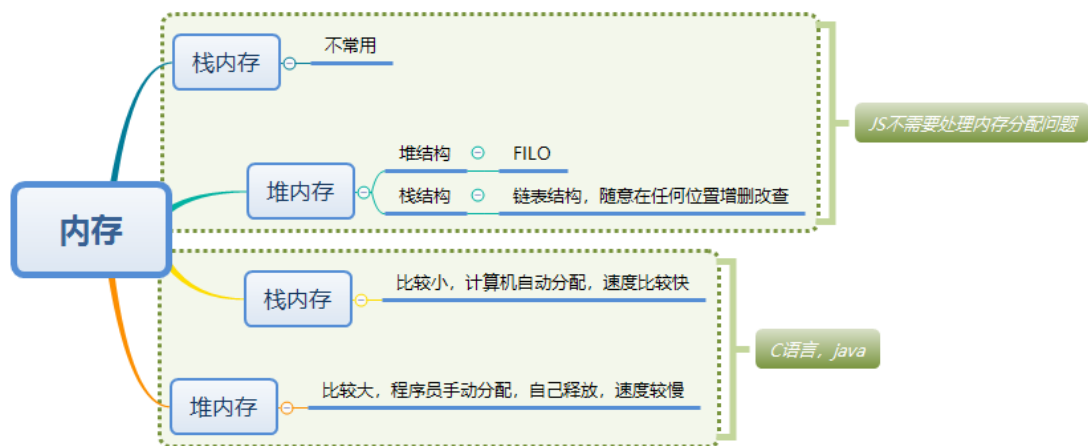 内存
栈内存
不常用
堆内存
堆结构
FILO
栈结构
链表结构，随意在任何位置增删改查
JS不需要处理内存分配问题
栈内存
比较小，计算机自动分配，速度比较快
堆内存
比较大，程序员手动分配，自己释放，速度较慢
C语言，java